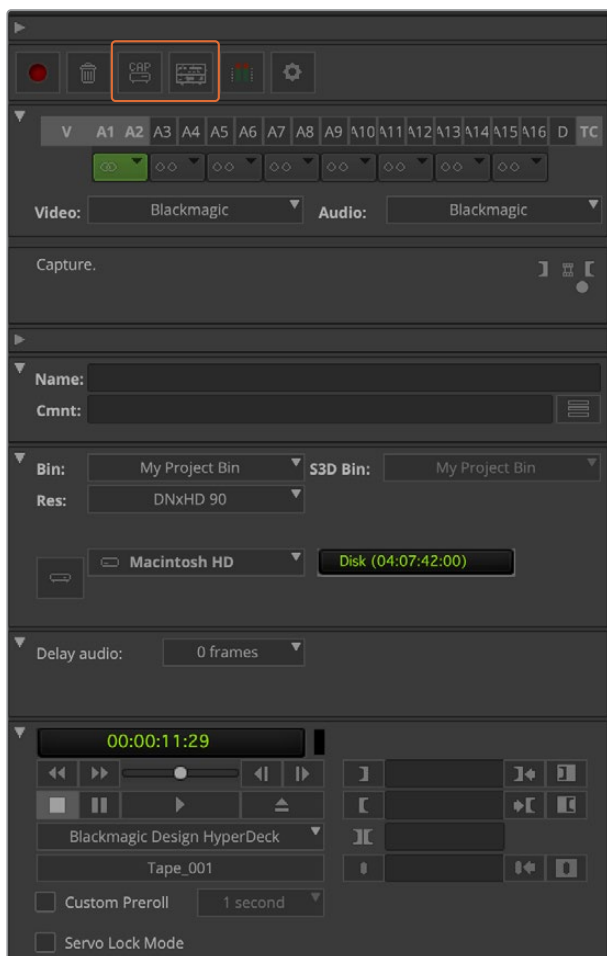 CAP
V A1 A2 A3 A4 A5 A6 A7 A8 A9 A10 A11 A12 A13 A14 A15 A16 D TC
Video: Blackmagic Audio: Blackmagic
Capture.
Name:
Cmnt:
Bin: My Project Bin S3D Bin: My Project Bin
Res: DNxHD 90
Macintosh HD Disk (04:07:42:00)
Delay audio: 0 frames
00:00:11:29
Blackmagic Design HyperDeck
Tape_001
Custom Preroll 1 second
Servo Lock Mode